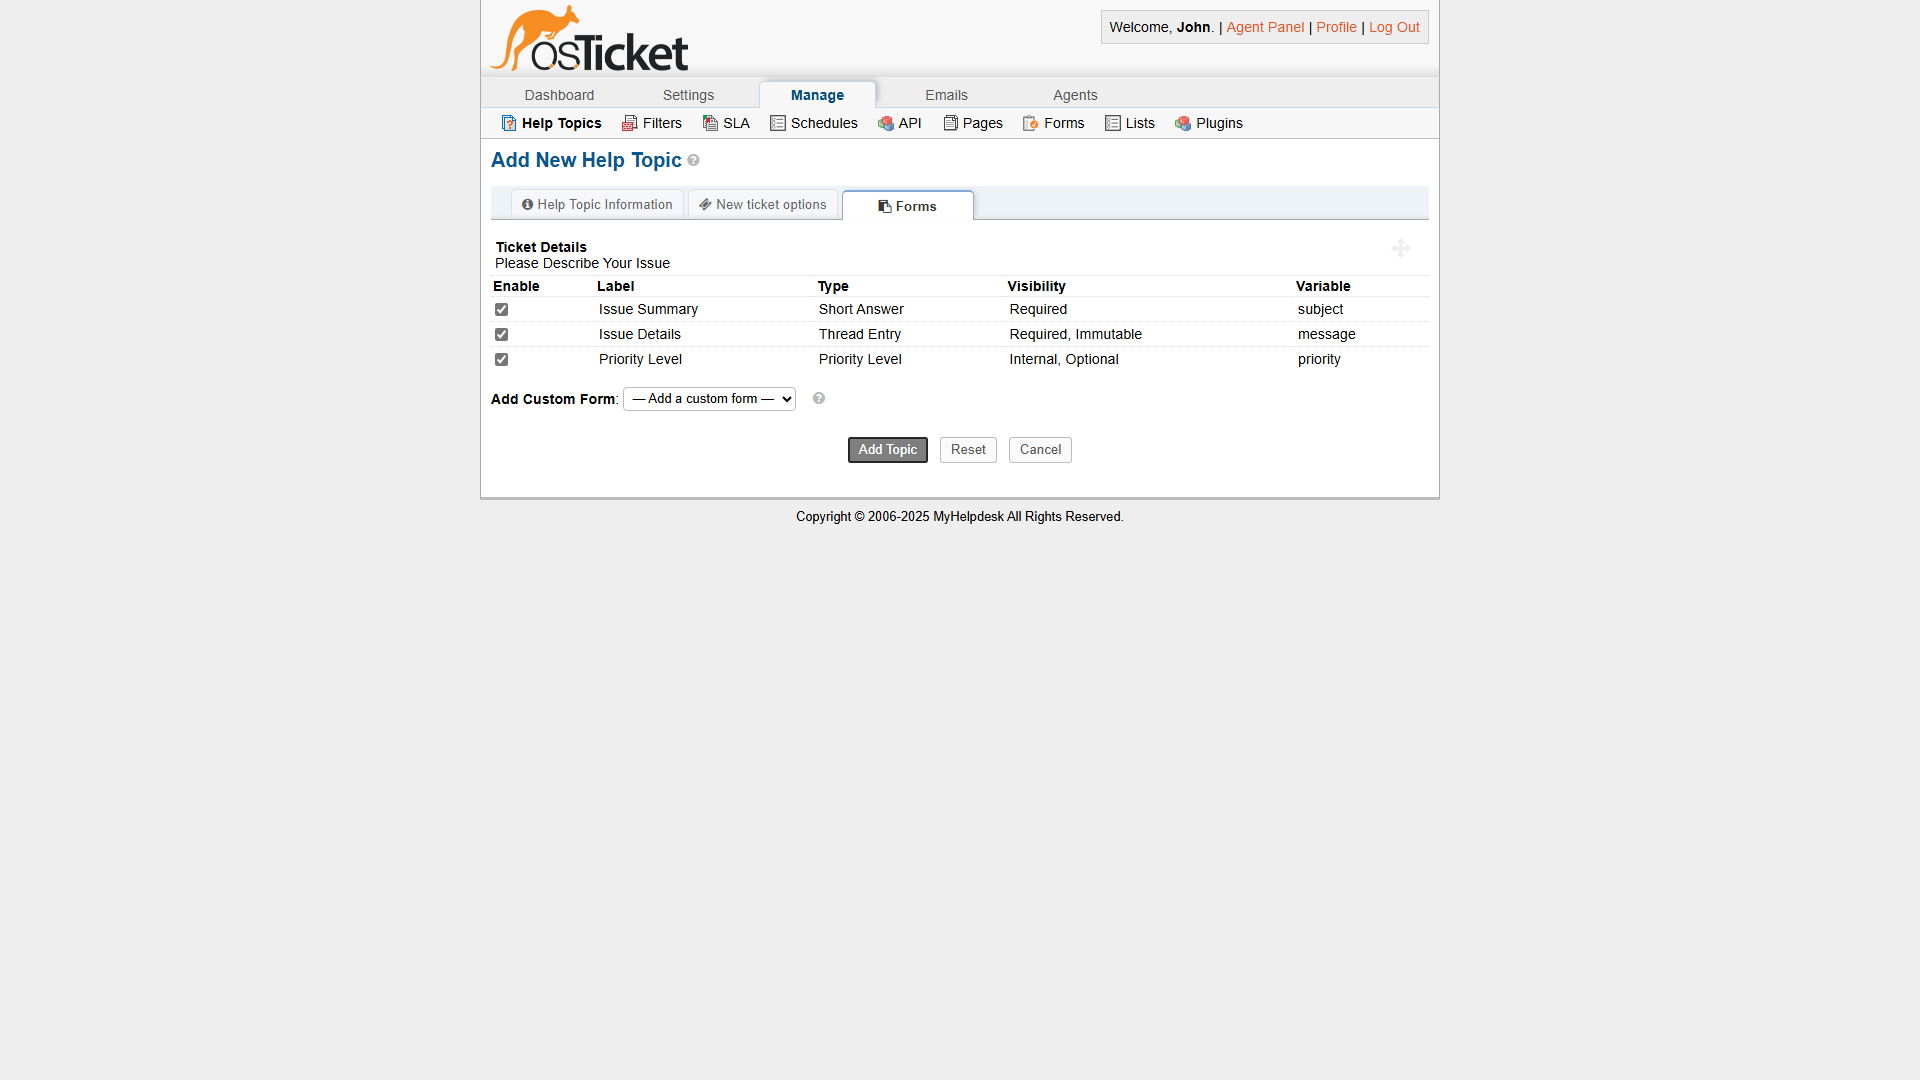 osTicket
Welcome, John. | Agent Panel | Profile | Log Out
Dashboard Settings Manage Emails Agents
Help Topics Filters SLA Schedules API Pages Forms Lists Plugins
Add New Help Topic
Help Topic Information New ticket options Forms
Ticket Details
Please Describe Your Issue
Enable Label Type Visibility Variable
Issue Summary Short Answer Required subject
Issue Details Thread Entry Required, Immutable message
Priority Level Priority Level Internal, Optional priority
Add Custom Form: — Add a custom form —
Add Topic Reset Cancel
Copyright © 2006-2025 MyHelpdesk All Rights Reserved.